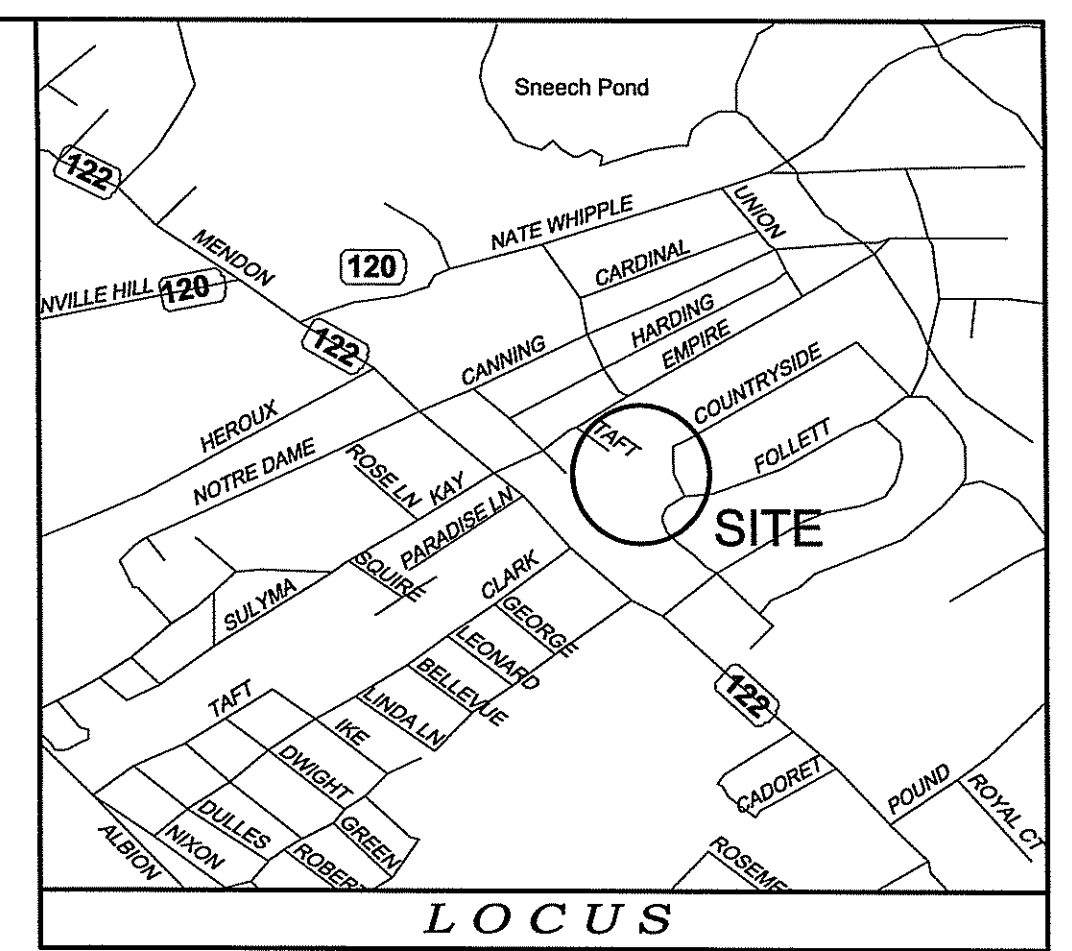 Sneech Pond
122
UNION
NATE WHIPPLE
MENDON
120
CARDINAL
NVILLE HILL
120
HARDING
122
EMPIRE
CANNING
COUNTRYSIDE
HEROUX
TAFT
FOLLETT
NOTRE DAME
ROSE LN
KAY
SITE
PARADISE LN
SQUIRE
CLARK
SULYMA
GEORGE
LEONARD
BELLEVUE
122
TAFT
LINDA LN
IKE
DWIGHT
CADORET
POUND
ROYAL CT
DULLES
GREEN
NIXON
ALBION
ROBER
ROSEME
LOCUS